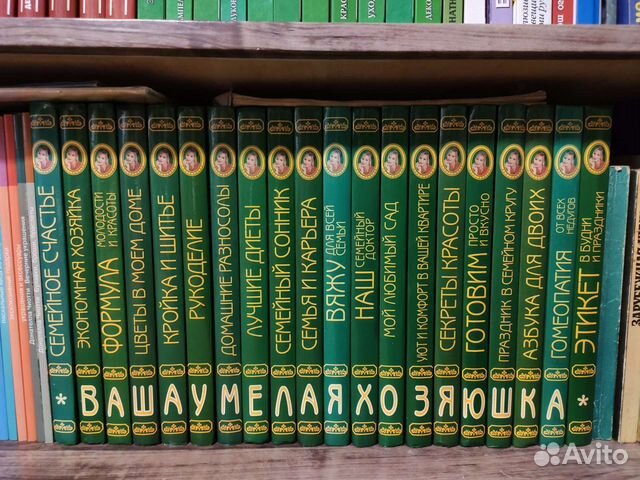 СЕМЕЙНОЕ СЧАСТЬЕ
ЭКОНОМНАЯ ХОЗЯЙКА
ФОРМУЛА МОЛОДОСТИ И КРАСОТЫ
ЦВЕТЫ В МОЕМ ДОМЕ
КРОЙКА И ШИТЬЕ
РУКОДЕЛИЕ
ДОМАШНИЕ РАЗНОСОЛЫ
ЛУЧШИЕ ДИЕТЫ
СЕМЕЙНЫЙ СОННИК
СЕМЬЯ И КАРЬЕРА
ВЯЖУ ДЛЯ ВСЕЙ СЕМЬИ
НАШ СЕМЕЙНЫЙ ДОКТОР
МОЙ ЛЮБИМЫЙ САД
УЮТ И КОМФОРТ В ВАШЕЙ КВАРТИРЕ
СЕКРЕТЫ КРАСОТЫ
ГОТОВИМ ПРОСТО И ВКУСНО
ПРАЗДНИК В СЕМЕЙНОМ КРУГУ
АЗБУКА ДЛЯ ДВОИХ
ГОМЕОПАТИЯ ОТ ВСЕХ НЕДУГОВ
ЭТИКЕТ В БУДНИ И ПРАЗДНИКИ
* ВАША УМЕЛАЯ ХОЗЯЮШКА *
Avito